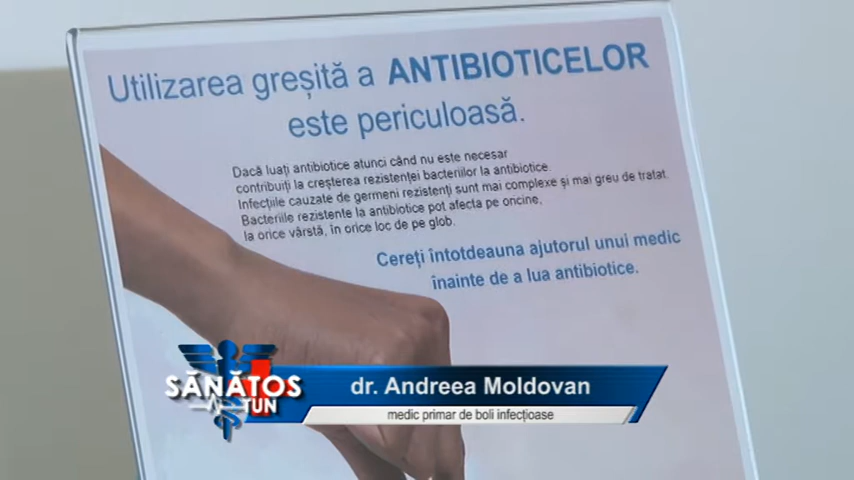 Utilizarea greșită a ANTIBIOTICELOR
este periculoasă.
Dacă luați antibiotice atunci când nu este necesar
contribuiți la creșterea rezistenței bacteriilor la antibiotice.
Infecțiile cauzate de germeni rezistenți sunt mai complexe și mai greu de tratat.
Bacteriile rezistente la antibiotice pot afecta pe oricine,
la orice vârstă, în orice loc de pe glob.
Cereți întotdeauna ajutorul unui medic
înainte de a lua antibiotice.
SĂNĂTOS
TUN
dr. Andreea Moldovan
medic primar de boli infecțioase